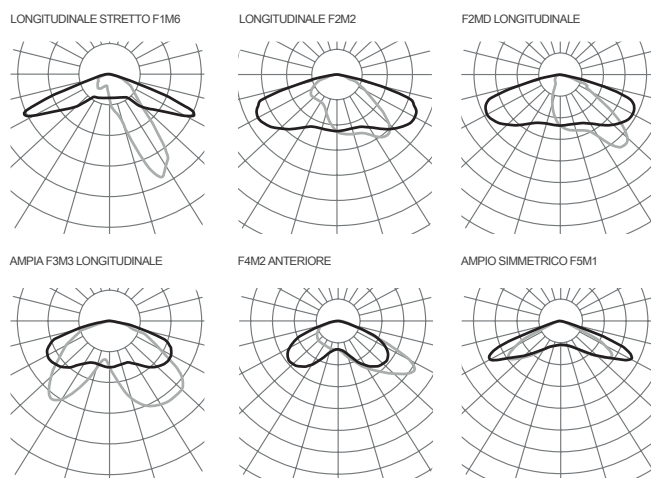 LONGITUDINALE STRETTO F1M6
LONGITUDINALE F2M2
F2MD LONGITUDINALE
AMPIA F3M3 LONGITUDINALE
F4M2 ANTERIORE
AMPIO SIMMETRICO F5M1